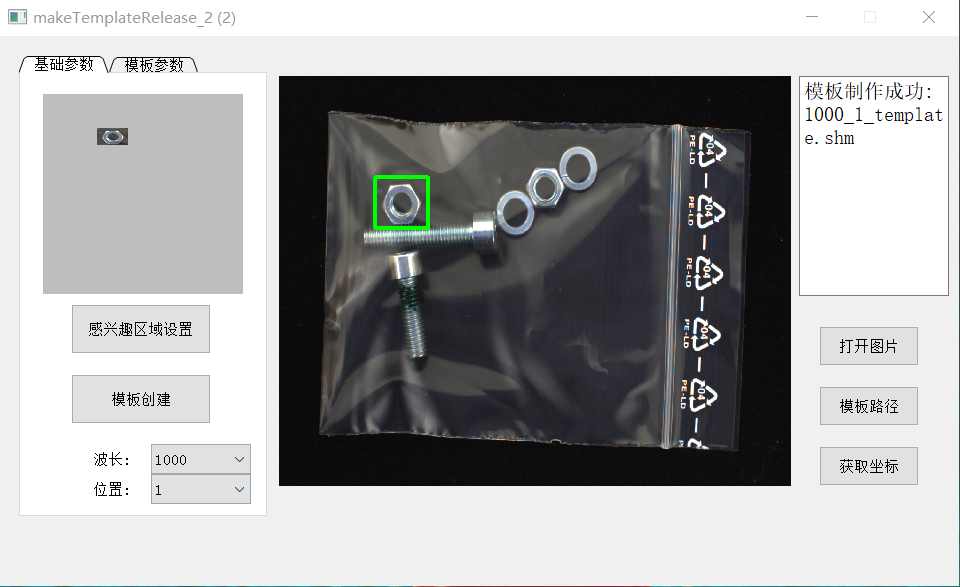 makeTemplateRelease_2 (2)
基础参数
模板参数
感兴趣区域设置
模板创建
波长: 1000
位置: 1
04
PE-LD
04
PE-LD
04
PE-LD
04
PE-LD
04
PE-LD
模板制作成功:
1000_1_templat
e.shm
打开图片
模板路径
获取坐标